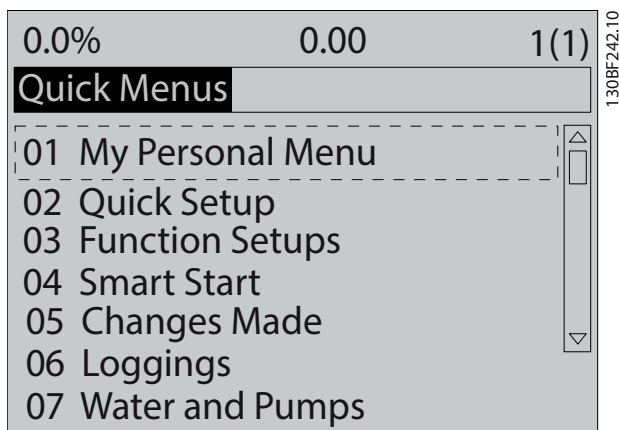 0.0% 0.00 1(1)
Quick Menus
01 My Personal Menu
02 Quick Setup
03 Function Setups
04 Smart Start
05 Changes Made
06 Loggings
07 Water and Pumps
130BF242.10